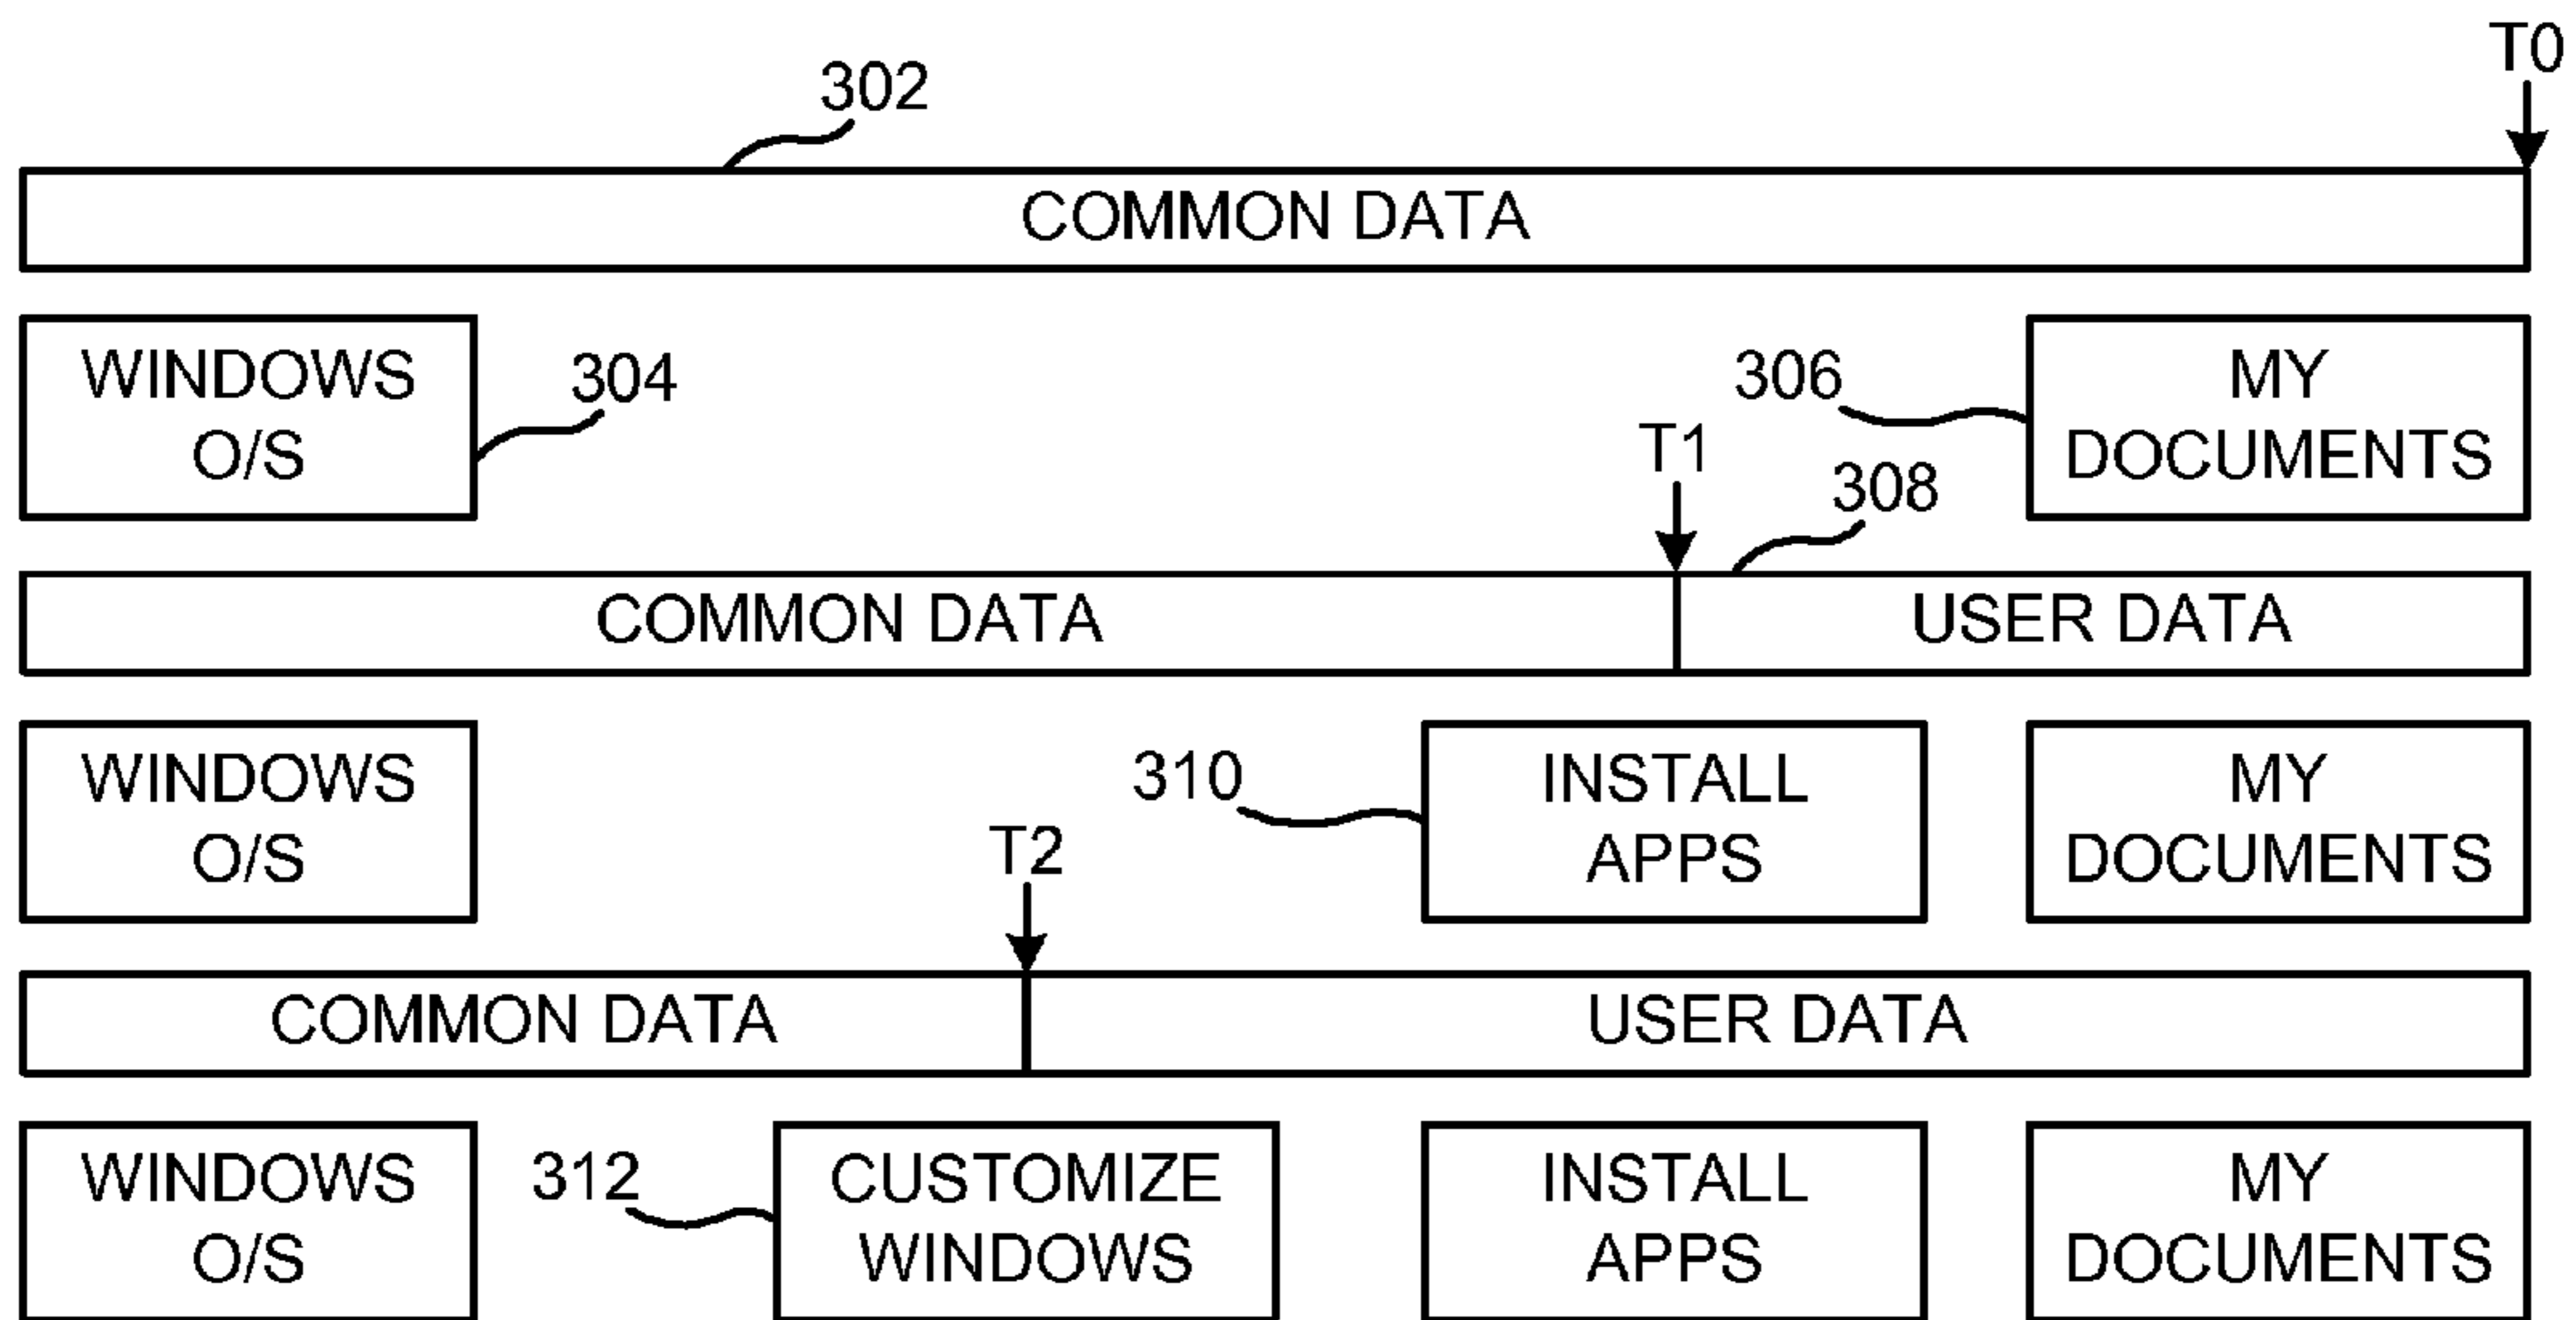 T0
302
COMMON DATA
WINDOWS
O/S
304
306
MY
DOCUMENTS
T1
308
COMMON DATA
USER DATA
WINDOWS
O/S
310
INSTALL
APPS
MY
DOCUMENTS
T2
COMMON DATA
USER DATA
WINDOWS
O/S
312
CUSTOMIZE
WINDOWS
INSTALL
APPS
MY
DOCUMENTS